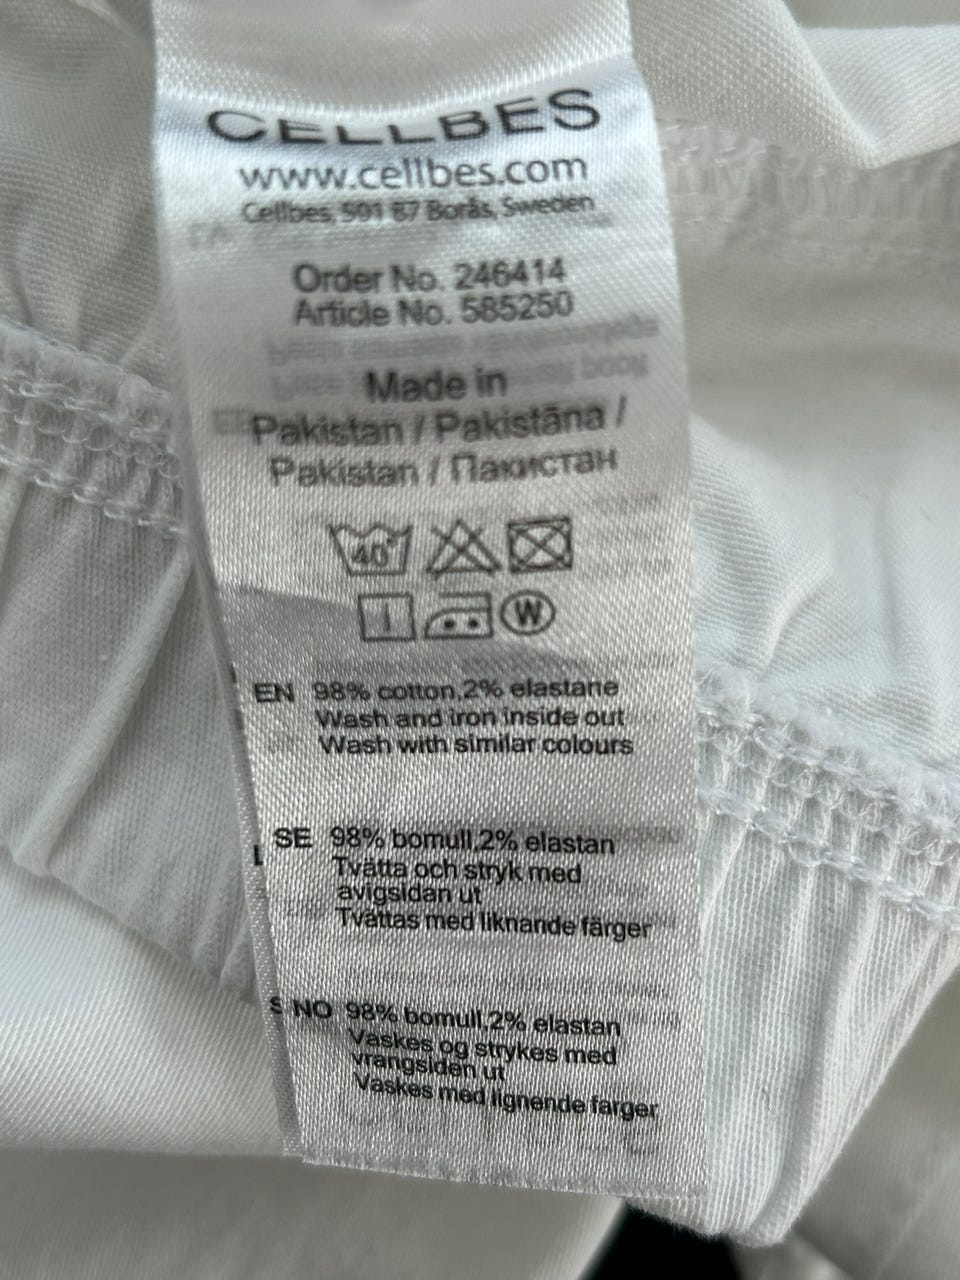 CELLBES
www.cellbes.com
Cellbes, 501 87 Borås, Sweden
Order No. 246414
Article No. 585250
Made in
Pakistan / Pakistāna /
Pakistan / Пакистан
40°
W
EN 98% cotton,2% elastane
Wash and iron inside out
Wash with similar colours
SE 98% bomull,2% elastan
Tvätta och stryk med
avigsidan ut
Tvättas med liknande färger
NO 98% bomull,2% elastan
Vaskes og strykes med
vrangsiden ut
Vaskes med lignende farger